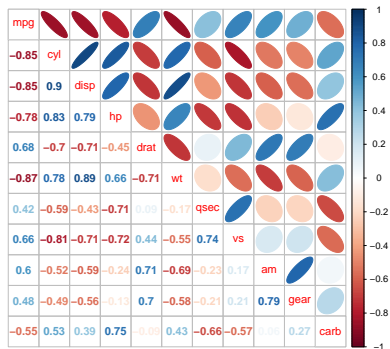 mpg 1
−0.85 cyl 0.8
−0.85 0.9 disp 0.6
−0.78 0.83 0.79 hp 0.4
0.68 −0.7 −0.71 −0.45 drat 0.2
−0.87 0.78 0.89 0.66 −0.71 wt 0
0.42 −0.59 −0.43 −0.71 0.09 −0.17 qsec −0.2
0.66 −0.81 −0.71 −0.72 0.44 −0.55 0.74 vs −0.4
0.6 −0.52 −0.59 −0.24 0.71 −0.69 −0.23 0.17 am −0.6
0.48 −0.49 −0.56 −0.13 0.7 −0.58 −0.21 0.21 0.79 gear −0.8
−0.55 0.53 0.39 0.75 −0.09 0.43 −0.66 −0.57 0.27 carb −1